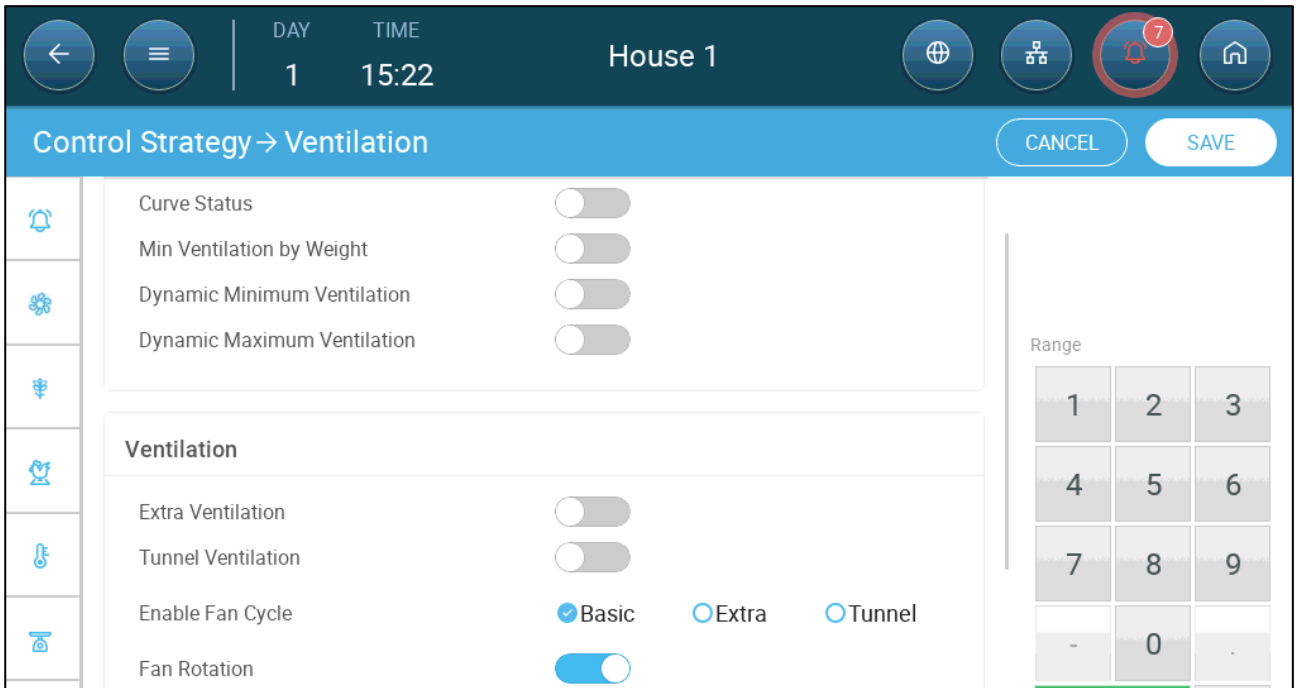 DAY TIME
1 15:22
House 1
7
Control Strategy→Ventilation
CANCEL
SAVE
Curve Status
Min Ventilation by Weight
Dynamic Minimum Ventilation
Dynamic Maximum Ventilation
Ventilation
Extra Ventilation
Tunnel Ventilation
Enable Fan Cycle Basic Extra Tunnel
Fan Rotation
Range
1 2 3
4 5 6
7 8 9
- 0 .